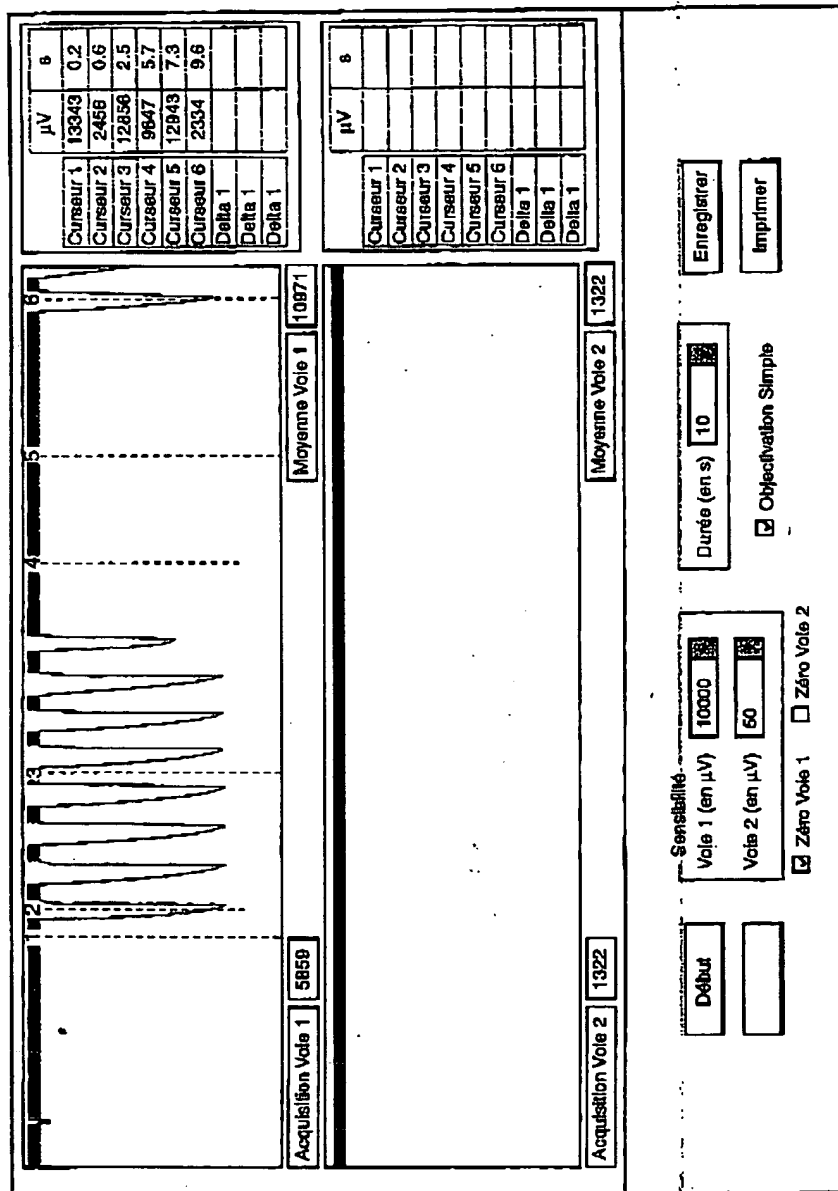 1 2 3 4 5 6
µV s
Curseur 1 13343 0.2
Curseur 2 2456 0.6
Curseur 3 12856 2.5
Curseur 4 9647 5.7
Curseur 5 12943 7.3
Curseur 6 2334 9.6
Delta 1
Delta 1
Delta 1
Acquisition Voie 1 5859 Moyenne Voie 1 10971
µV s
Curseur 1
Curseur 2
Curseur 3
Curseur 4
Curseur 5
Curseur 6
Delta 1
Delta 1
Delta 1
Acquisition Voie 2 1322 Moyenne Voie 2 1322
Début
Sensibilité
Voie 1 (en µV) 10000
Voie 2 (en µV) 50
Zéro Voie 1 Zéro Voie 2
Durée (en s) 10
Objectivation Simple
Enregistrer
Imprimer